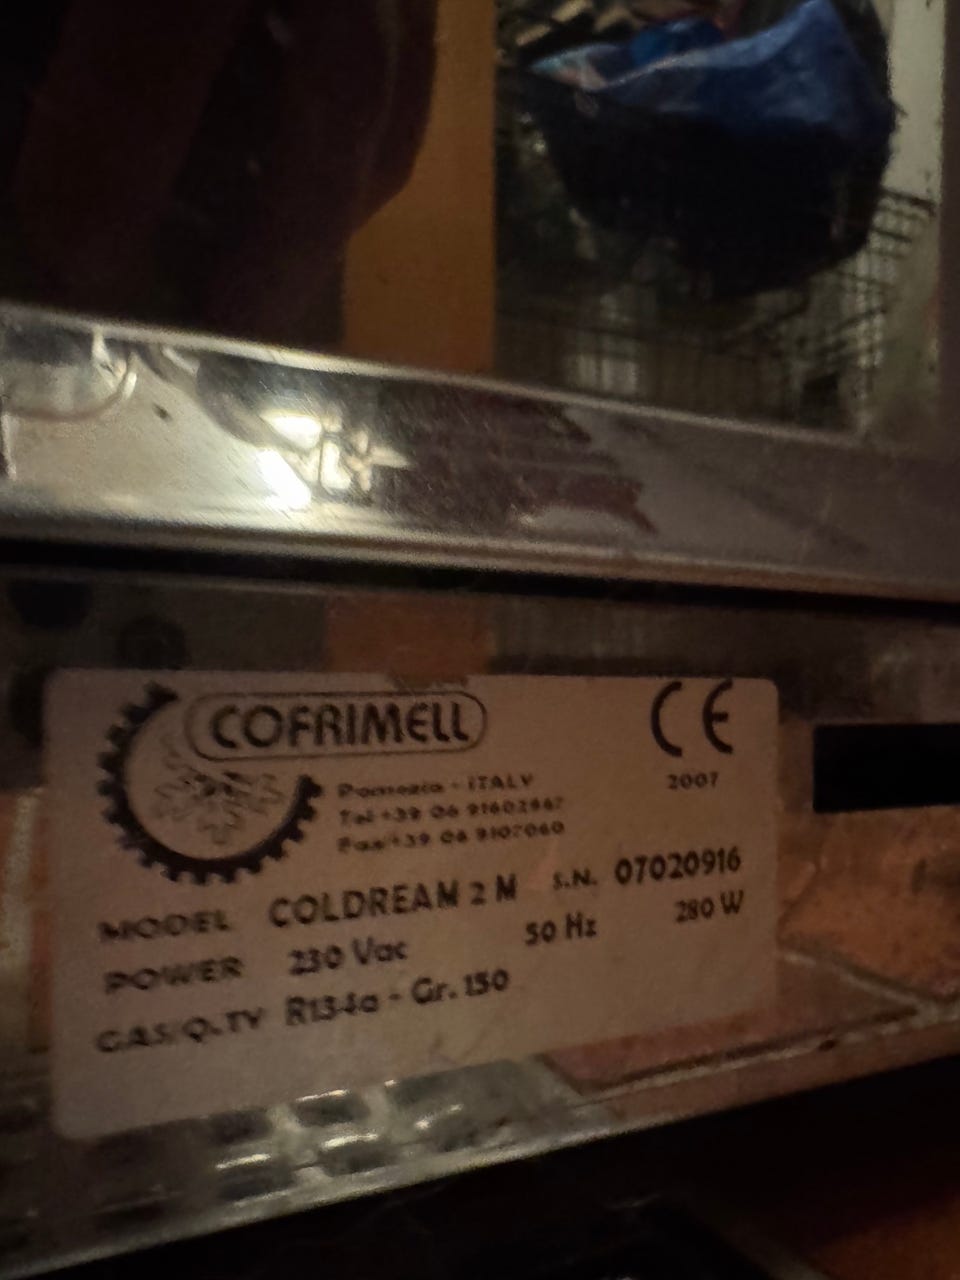 COFRIMELL
CE
2007
Pomezia - ITALY
Tel +39 06 91602967
Fax +39 06 9107060
MODEL COLDREAM 2 M S.N. 07020916
POWER 230 Vac 50 Hz 280 W
GAS/Q.TY R134a - Gr. 150